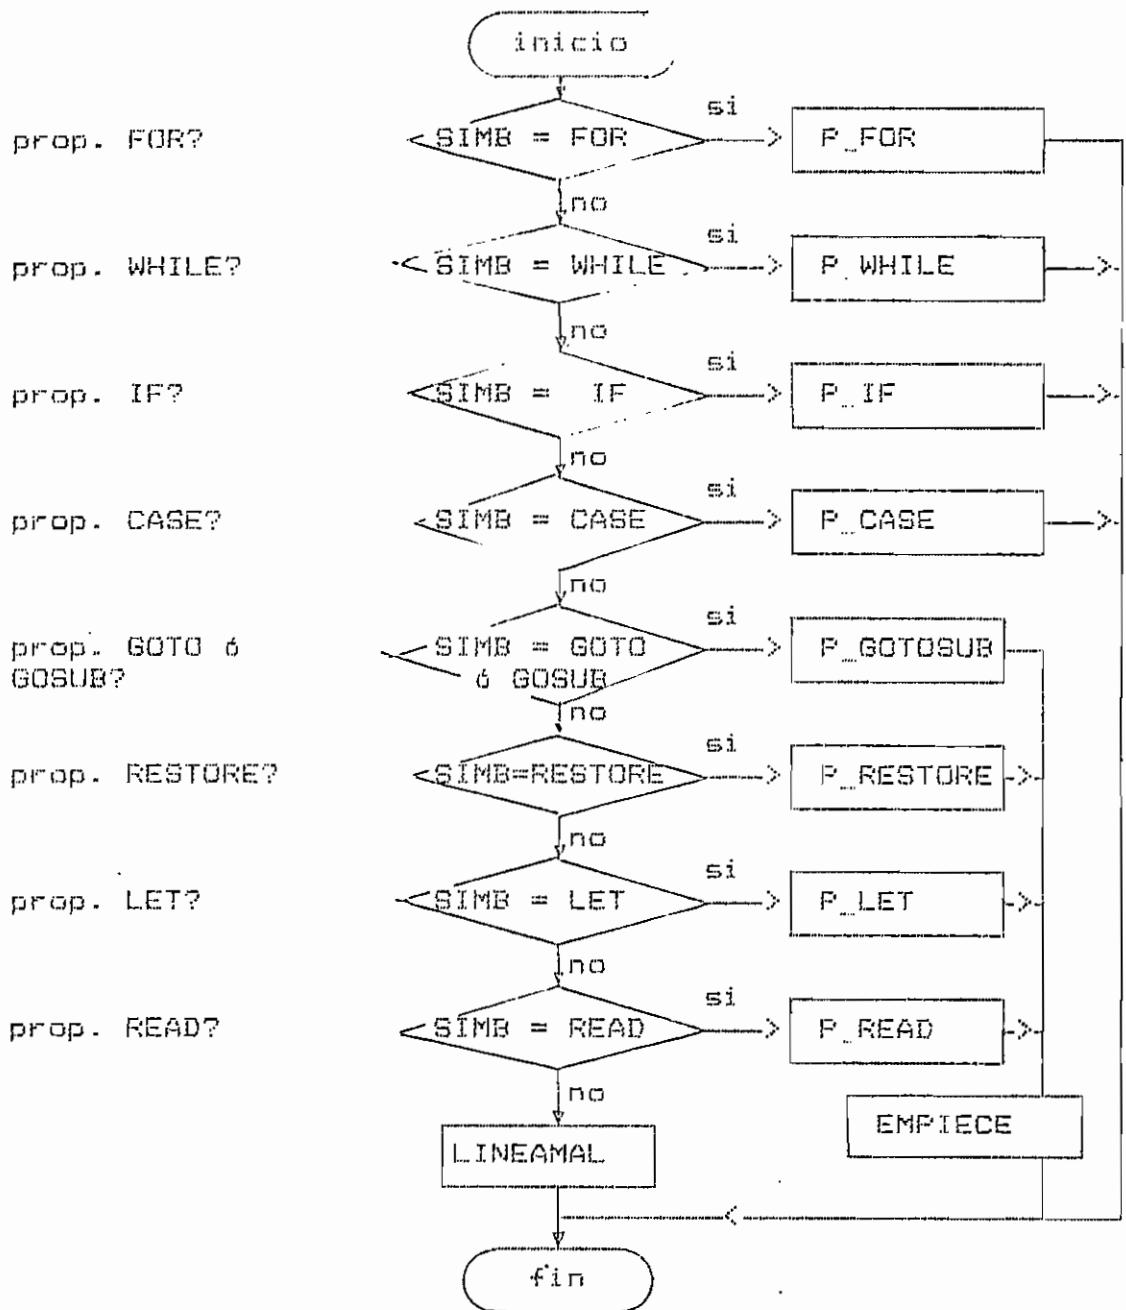 inicio
si
prop. FOR? SIMB = FOR P_FOR
no
si
prop. WHILE? SIMB = WHILE P_WHILE
no
si
prop. IF? SIMB = IF P_IF
no
si
prop. CASE? SIMB = CASE P_CASE
no
si
prop. GOTO ó SIMB = GOTO P_GOTOSUB
GOSUB? ó GOSUB
no
si
prop. RESTORE? SIMB=RESTORE P_RESTORE
no
si
prop. LET? SIMB = LET P_LET
no
si
prop. READ? SIMB = READ P_READ
no
EMPIECE
LINEAMAL
fin